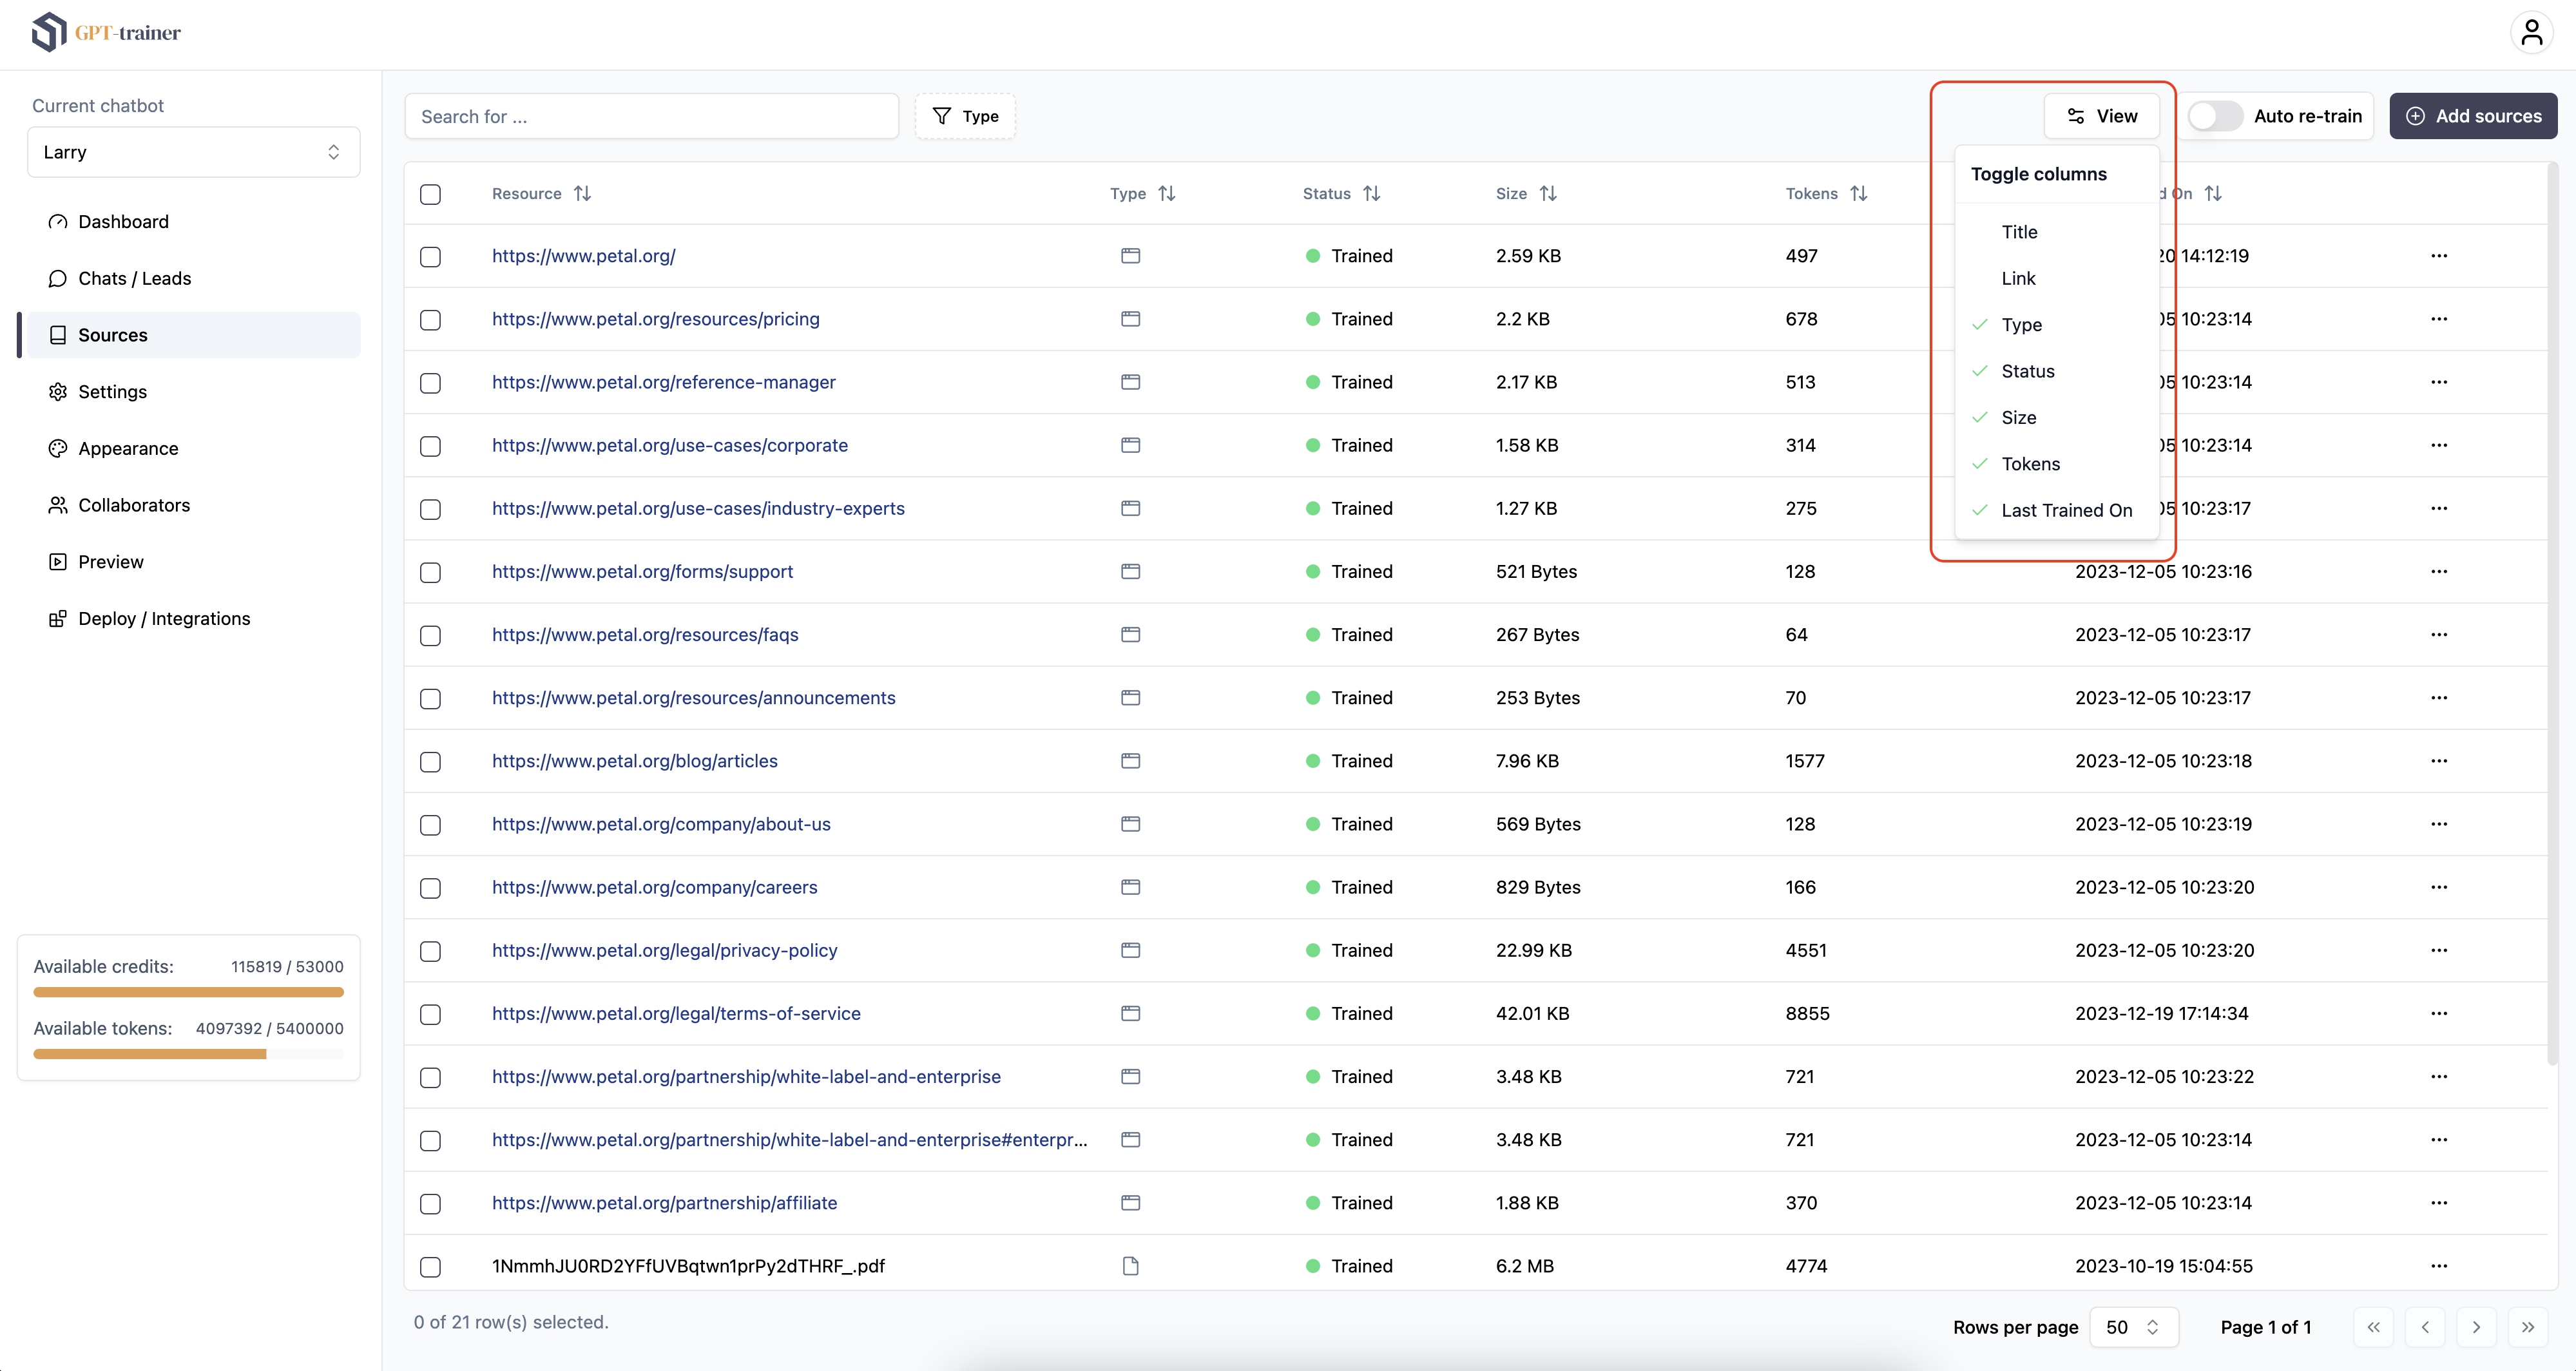 GPT-trainer
Current chatbot
Larry
Dashboard
Chats / Leads
Sources
Settings
Appearance
Collaborators
Preview
Deploy / Integrations
Available credits: 115819 / 53000
Available tokens: 4097392 / 5400000
Search for ... Type View Auto re-train Add sources
Toggle columns
Title
Link
Type
Status
Size
Tokens
Last Trained On
Resource Type Status Size Tokens d On
https://www.petal.org/ Trained 2.59 KB 497 20 14:12:19
https://www.petal.org/resources/pricing Trained 2.2 KB 678 05 10:23:14
https://www.petal.org/reference-manager Trained 2.17 KB 513 05 10:23:14
https://www.petal.org/use-cases/corporate Trained 1.58 KB 314 05 10:23:14
https://www.petal.org/use-cases/industry-experts Trained 1.27 KB 275 05 10:23:17
https://www.petal.org/forms/support Trained 521 Bytes 128 2023-12-05 10:23:16
https://www.petal.org/resources/faqs Trained 267 Bytes 64 2023-12-05 10:23:17
https://www.petal.org/resources/announcements Trained 253 Bytes 70 2023-12-05 10:23:17
https://www.petal.org/blog/articles Trained 7.96 KB 1577 2023-12-05 10:23:18
https://www.petal.org/company/about-us Trained 569 Bytes 128 2023-12-05 10:23:19
https://www.petal.org/company/careers Trained 829 Bytes 166 2023-12-05 10:23:20
https://www.petal.org/legal/privacy-policy Trained 22.99 KB 4551 2023-12-05 10:23:20
https://www.petal.org/legal/terms-of-service Trained 42.01 KB 8855 2023-12-19 17:14:34
https://www.petal.org/partnership/white-label-and-enterprise Trained 3.48 KB 721 2023-12-05 10:23:22
https://www.petal.org/partnership/white-label-and-enterprise#enterpr... Trained 3.48 KB 721 2023-12-05 10:23:14
https://www.petal.org/partnership/affiliate Trained 1.88 KB 370 2023-12-05 10:23:14
1NmmhJU0RD2YFfUVBqtwn1prPy2dTHRF_.pdf Trained 6.2 MB 4774 2023-10-19 15:04:55
0 of 21 row(s) selected. Rows per page 50 Page 1 of 1